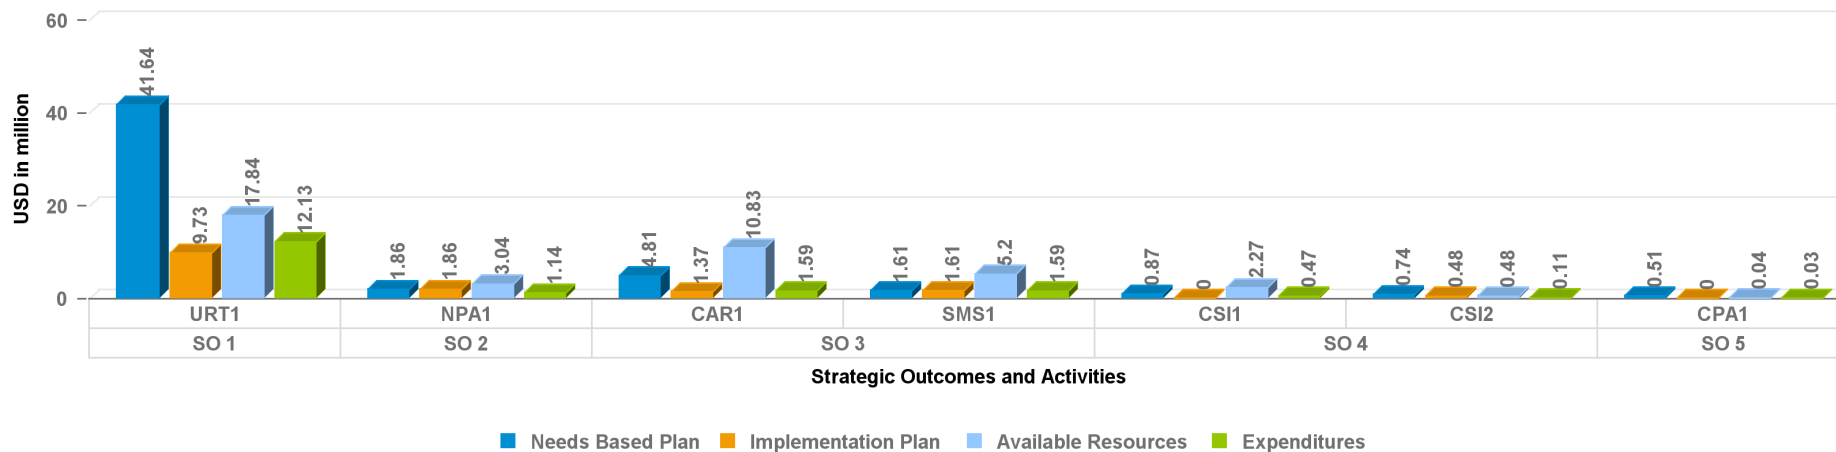 60
40
20
0
USD in million
41.64 9.73 17.84 12.13 1.86 1.86 3.04 1.14 4.81 1.37 10.83 1.59 1.61 1.61 5.2 1.59 0.87 0 2.27 0.47 0.74 0.48 0.48 0.11 0.51 0 0.04 0.03
URT1 NPA1 CAR1 SMS1 CSI1 CSI2 CPA1
SO 1 SO 2 SO 3 SO 4 SO 5
Strategic Outcomes and Activities
Needs Based Plan Implementation Plan Available Resources Expenditures